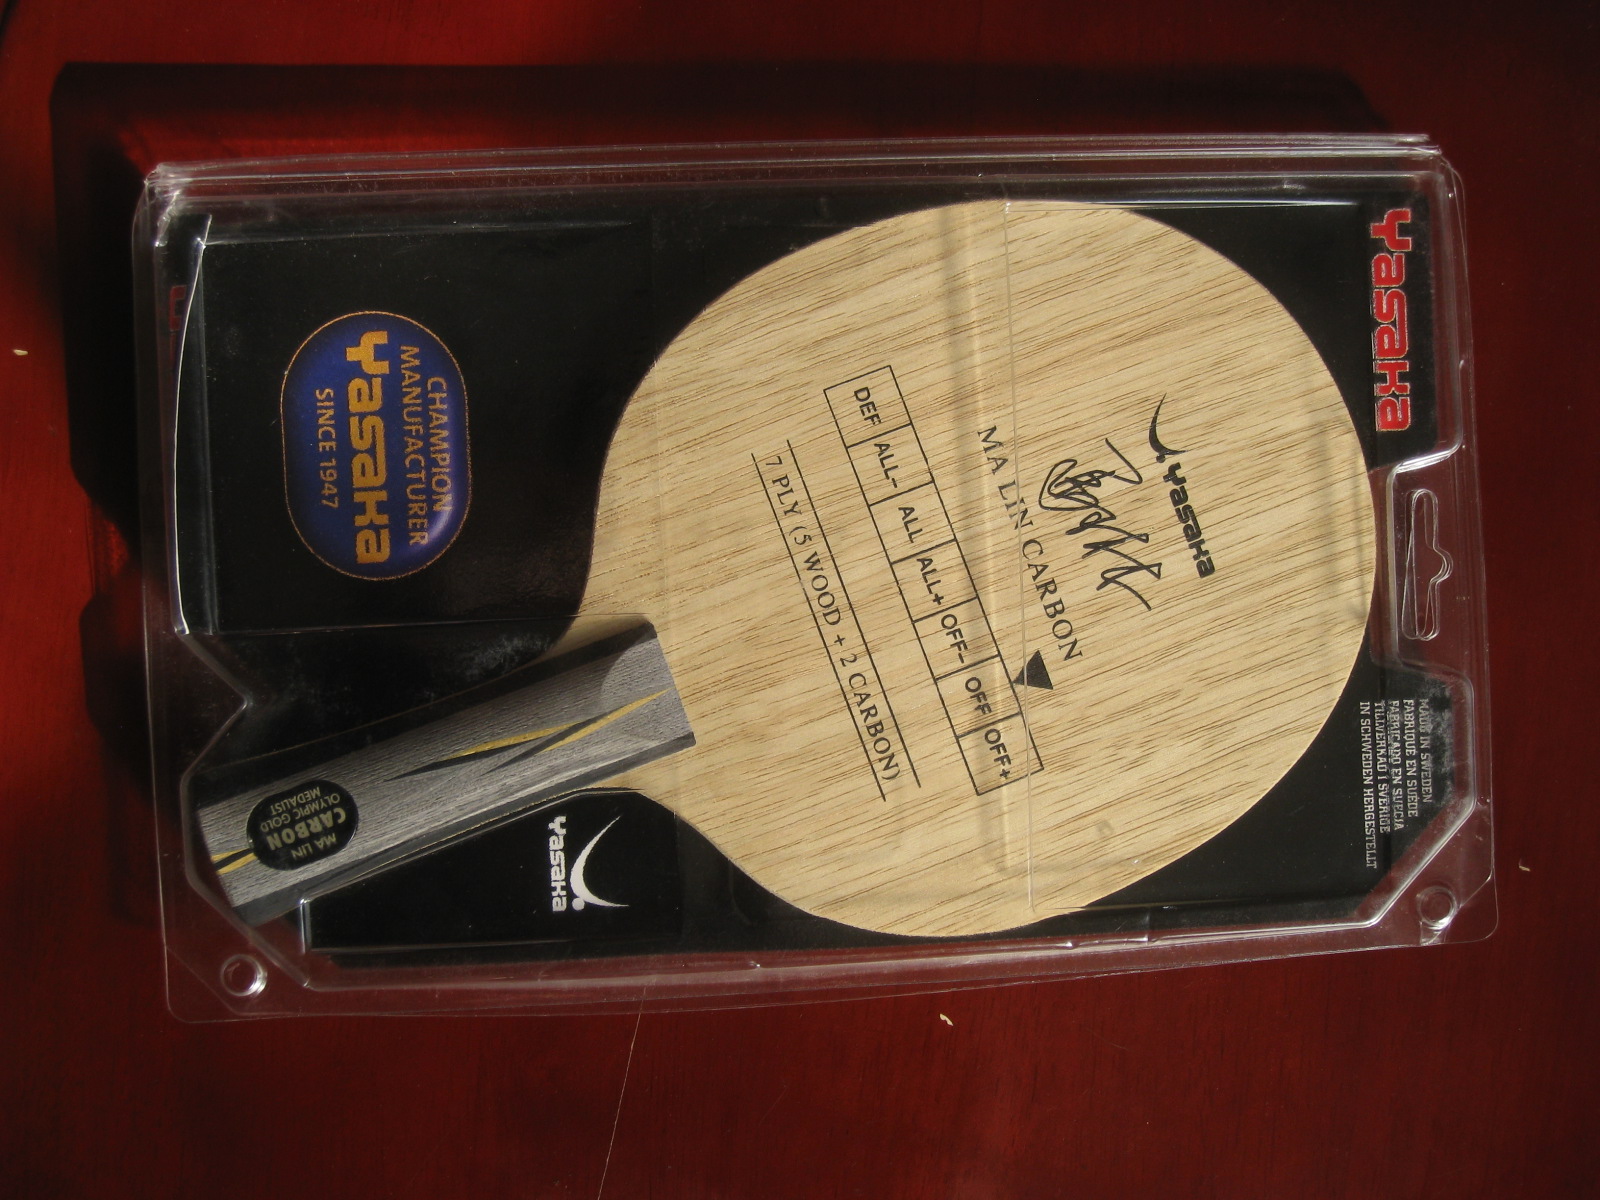 Yasaka
CHAMPION
MANUFACTURER
Yasaka
SINCE 1947
Yasaka
MA LIN CARBON
DEF ALL- ALL ALL+ OFF- OFF OFF+
7 PLY (5 WOOD + 2 CARBON)
MADE IN SWEDEN
FABRIQUÉ EN SUÈDE
FABRICADO EN SUECIA
TILLVERKAD I SVERIGE
IN SCHWEDEN HERGESTELLT
MA LIN
CARBON
OLYMPIC GOLD
MEDALIST
Yasaka